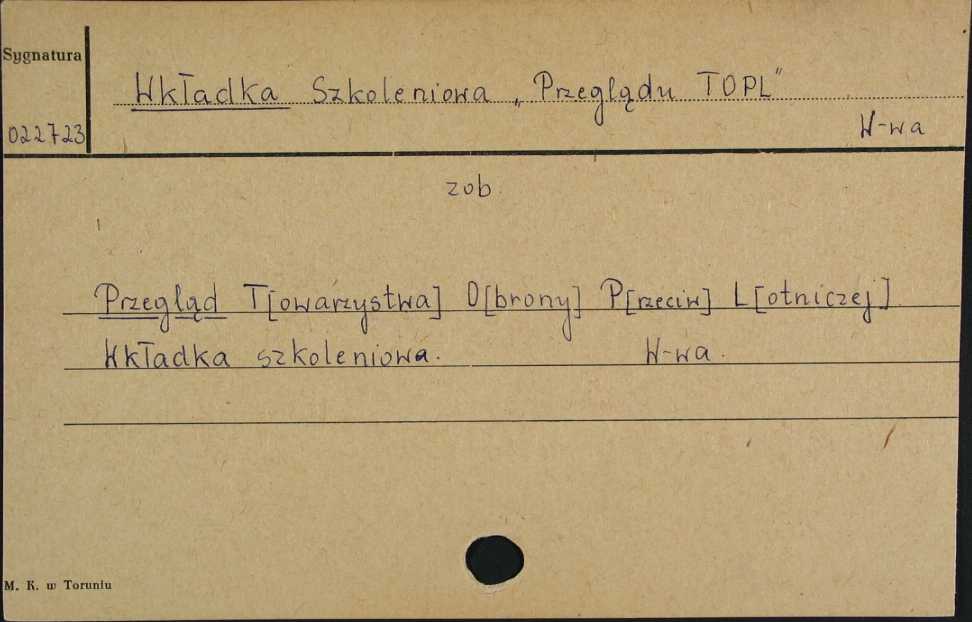 Sygnatura
Wkładka Szkoleniowa „Przeglądu TOPL"
022723
W-wa
zob.
Przegląd T[owarzystwa] O[brony] P[rzeciw] L[otniczej]
Wkładka szkoleniowa. W-wa.
M. K. w Toruniu